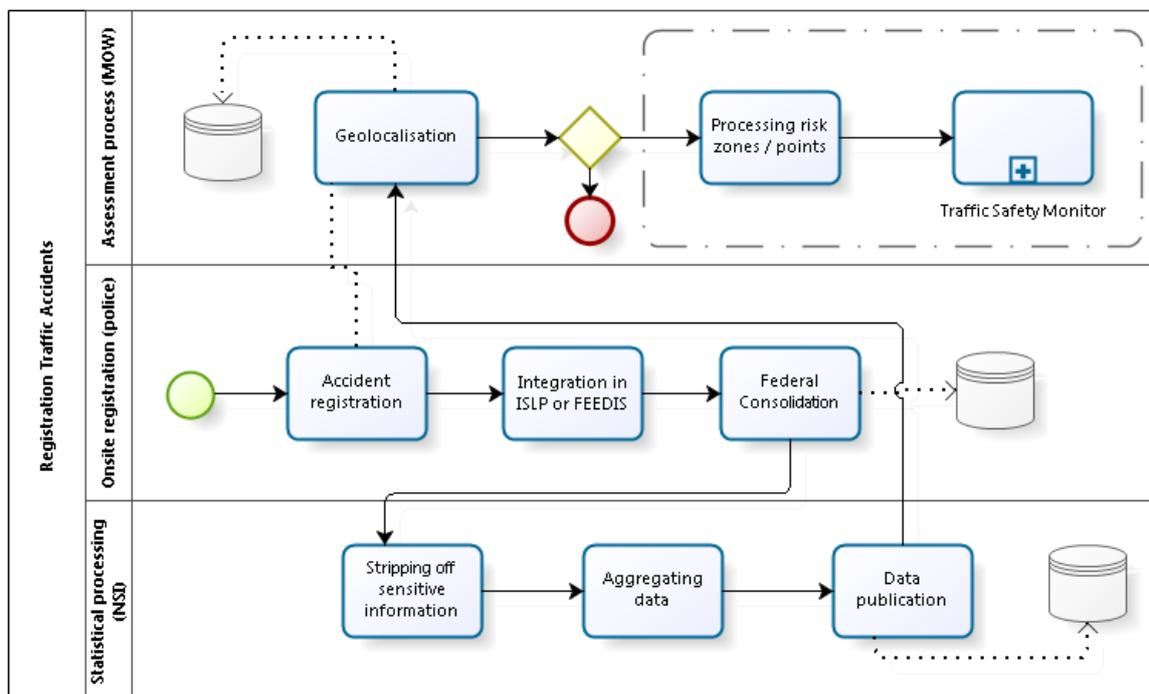 Registration Traffic Accidents
Assessment process (MOW)
Geolocalisation
Processing risk
zones / points
Traffic Safety Monitor
Onsite registration (police)
Accident
registration
Integration in
ISLP or FEEDIS
Federal
Consolidation
Statistical processing
(NSI)
Stripping off
sensitive
information
Aggregating
data
Data
publication